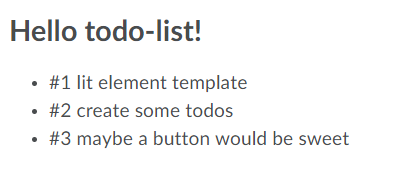 Hello todo-list!
#1 lit element template
#2 create some todos
#3 maybe a button would be sweet